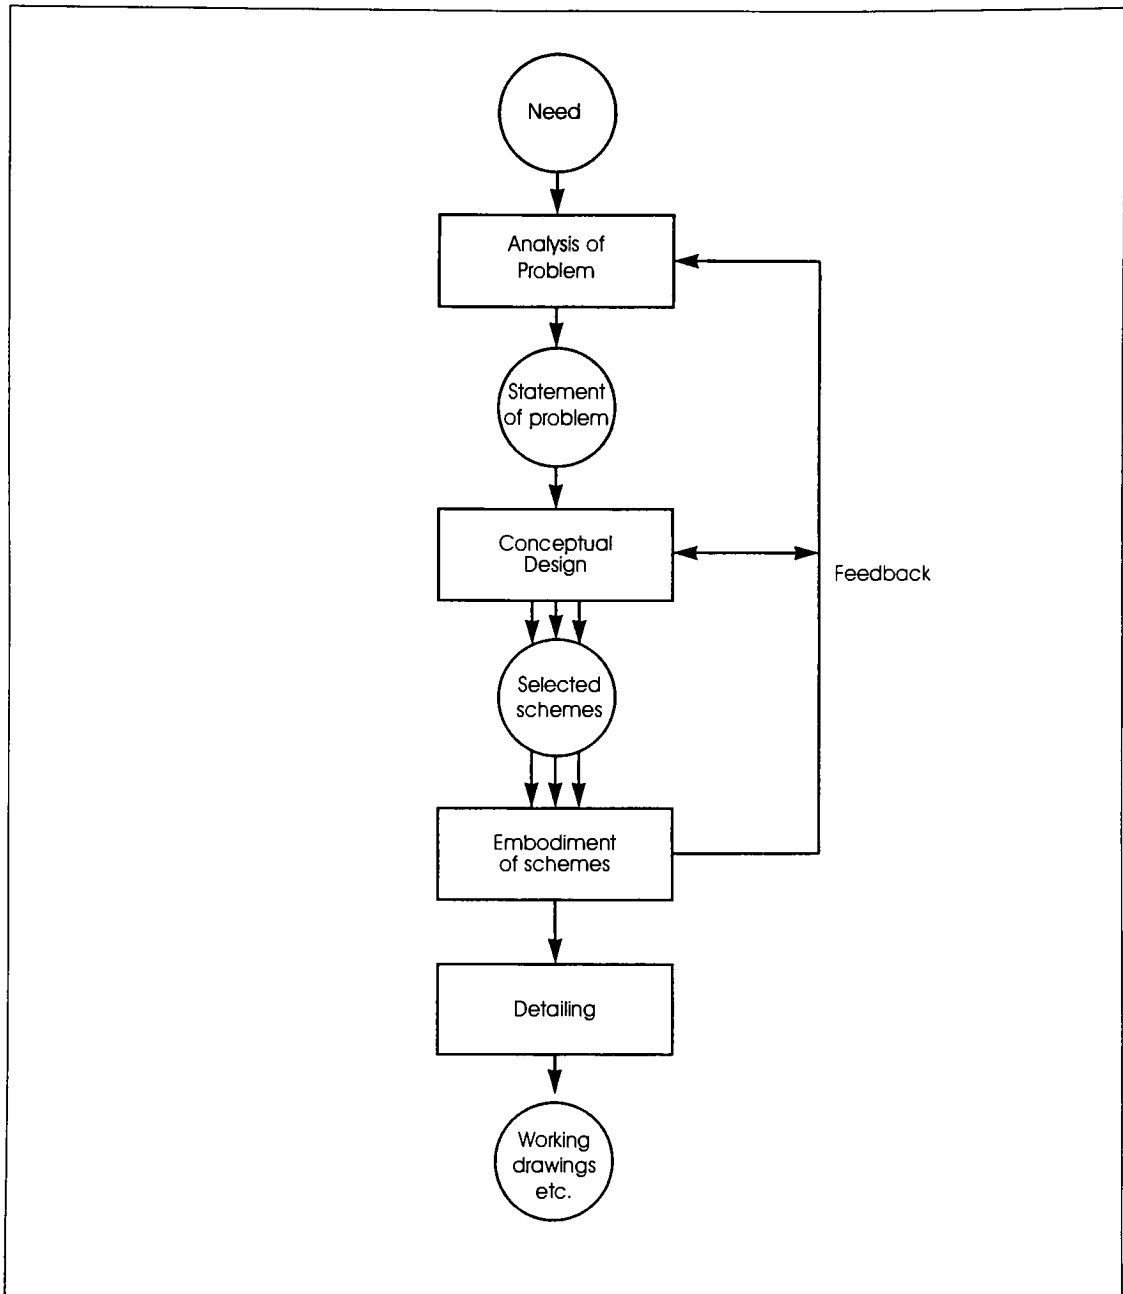 Need
Analysis of
Problem
Statement
of problem
Conceptual
Design
Feedback
Selected
schemes
Embodiment
of schemes
Detailing
Working
drawings
etc.